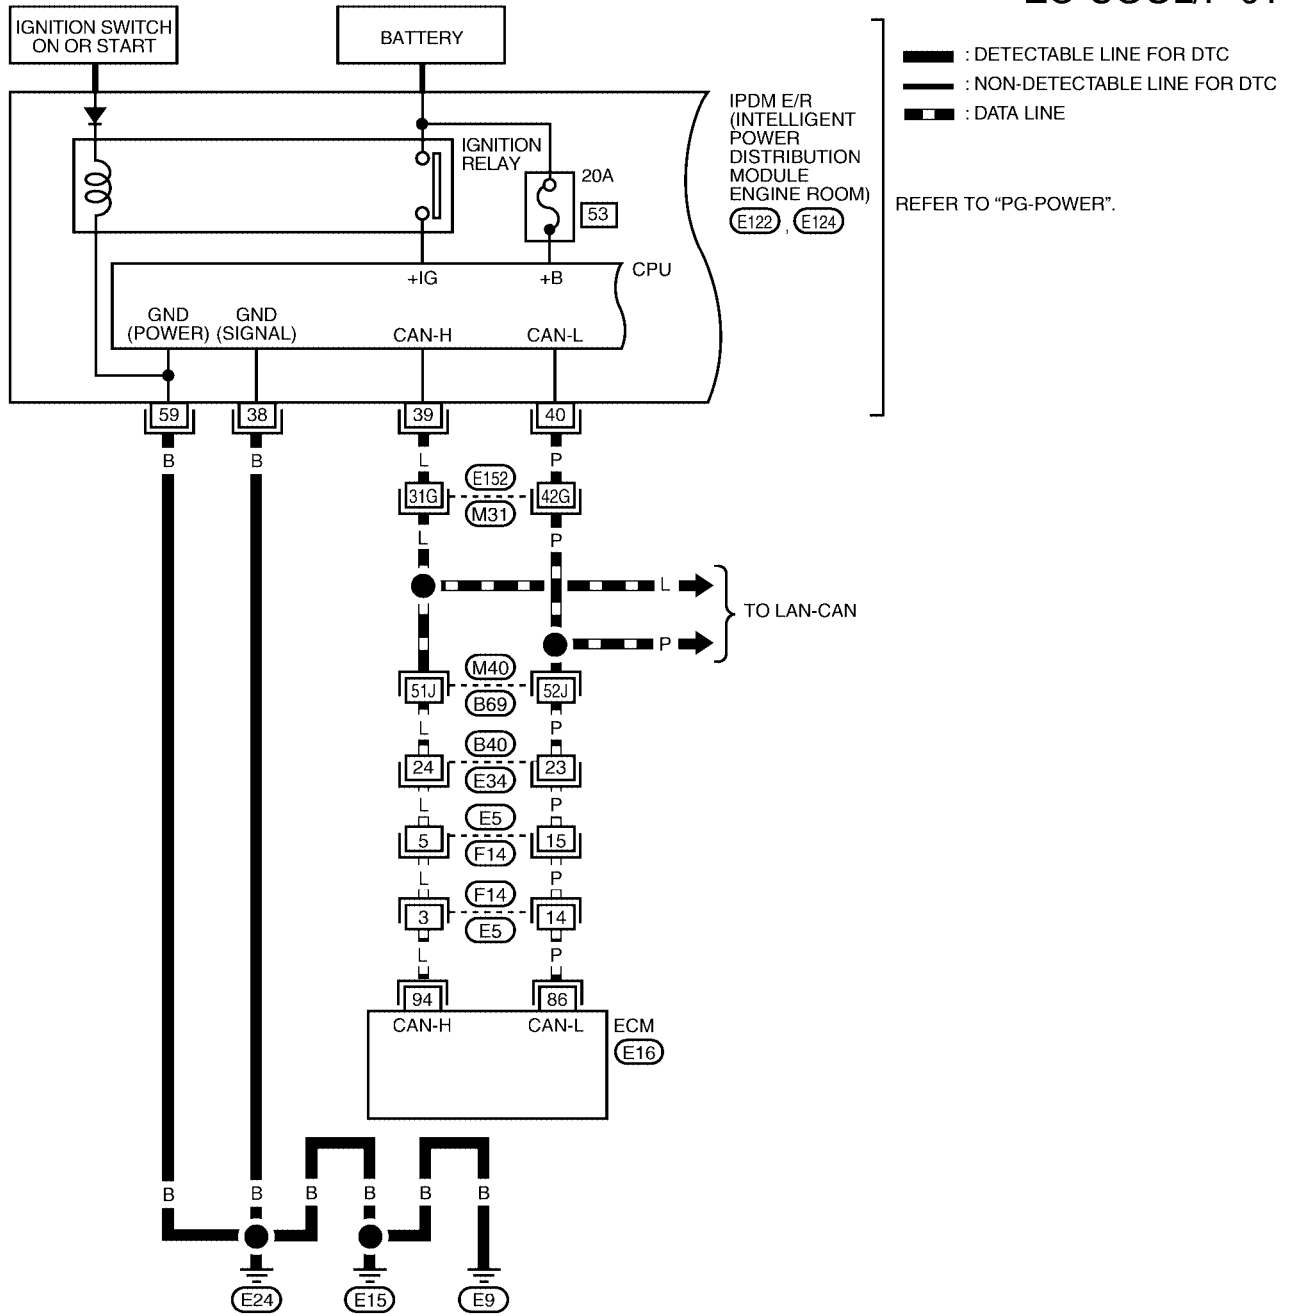 IGNITION SWITCH
ON OR START
BATTERY
: DETECTABLE LINE FOR DTC
: NON-DETECTABLE LINE FOR DTC
: DATA LINE
IPDM E/R
(INTELLIGENT
POWER
DISTRIBUTION
MODULE
ENGINE ROOM)
E122 , E124
REFER TO “PG-POWER”.
IGNITION
RELAY
20A
53
CPU
+IG +B
GND
(POWER)
GND
(SIGNAL)
CAN-H CAN-L
59 38 39 40
B B L P
E152
31G 42G
M31
L P
L
TO LAN-CAN
P
M40
51J 52J
B69
L P
B40
24 23
E34
L P
E5
5 15
F14
L P
F14
3 14
E5
L P
94 86
CAN-H CAN-L ECM
E16
B B B B B B
E24 E15 E9